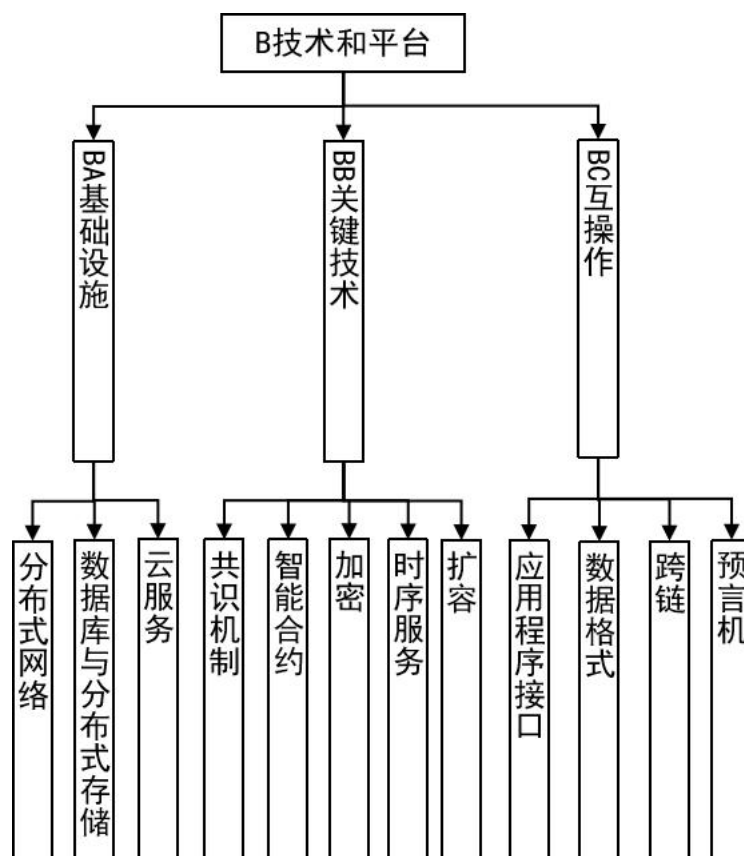 B技术和平台
BA基础设施
BB关键技术
BC互操作
分布式网络
数据库与分布式存储
云服务
共识机制
智能合约
加密
时序服务
扩容
应用程序接口
数据格式
跨链
预言机